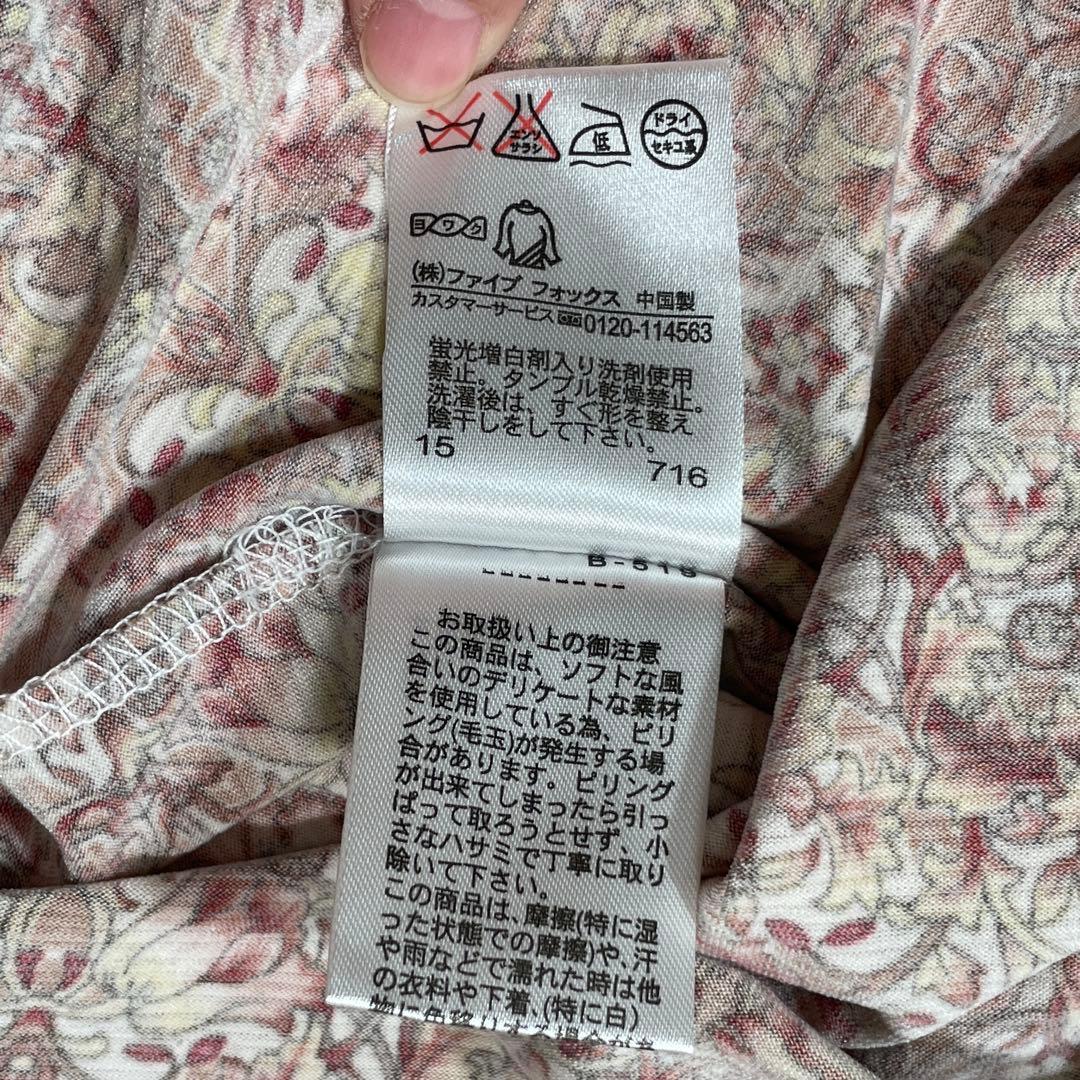 エンソ
サラシ
低
ドライ
セキユ系
ヨワク
(株)ファイブ フォックス 中国製
カスタマーサービス 0120-114563
蛍光増白剤入り洗剤使用
禁止。タンブル乾燥禁止。
洗濯後は、すぐ形を整え
陰干しをして下さい。
15 716
B-518
お取扱い上の御注意
この商品は、ソフトな風
合いのデリケートな素材
を使用している為、ピリ
ング(毛玉)が発生する場
合があります。ピリング
が出来てしまったら引っ
ぱって取ろうとせず、小
さなハサミで丁寧に取り
除いて下さい。
この商品は、摩擦(特に湿
った状態での摩擦)や、汗
や雨などで濡れた時は他
の衣料や下着、(特に白)